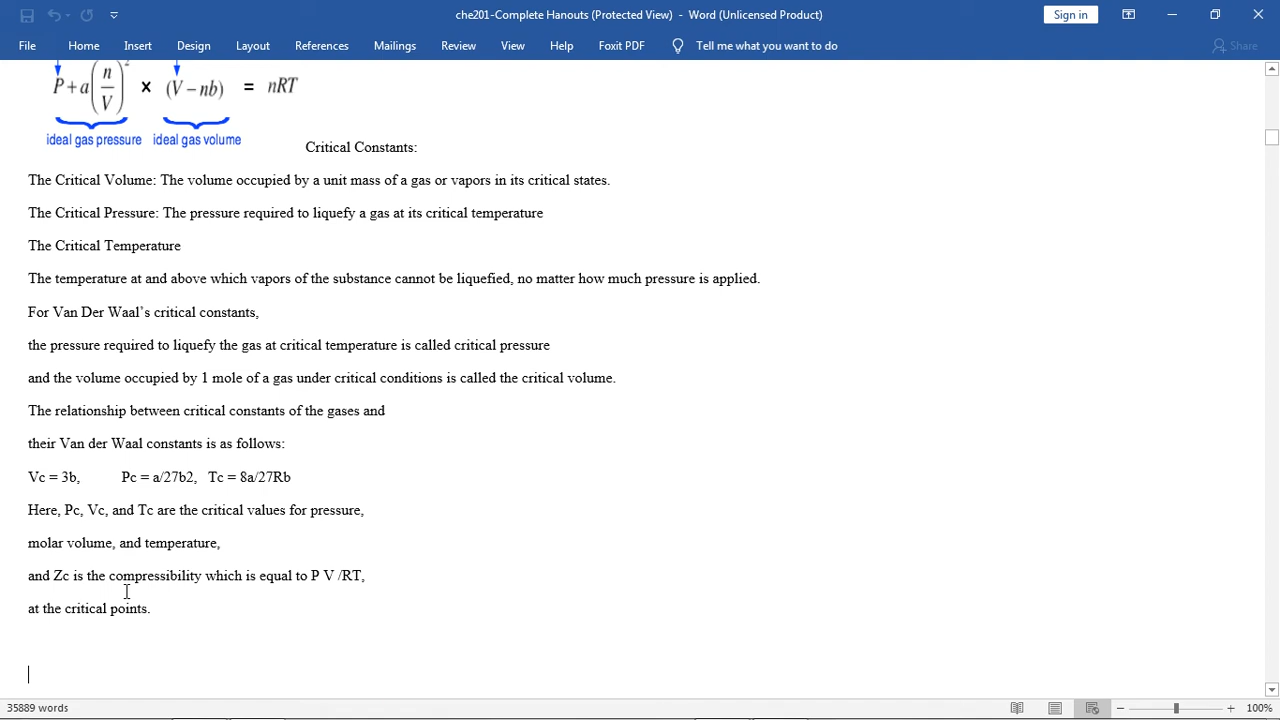 che201-Complete Hanouts (Protected View) - Word (Unlicensed Product)
Sign in
File Home Insert Design Layout References Mailings Review View Help Foxit PDF Tell me what you want to do Share
P + a(n/V)² × (V − nb) = nRT
ideal gas pressure ideal gas volume
Critical Constants:
The Critical Volume: The volume occupied by a unit mass of a gas or vapors in its critical states.
The Critical Pressure: The pressure required to liquefy a gas at its critical temperature
The Critical Temperature
The temperature at and above which vapors of the substance cannot be liquefied, no matter how much pressure is applied.
For Van Der Waal’s critical constants,
the pressure required to liquefy the gas at critical temperature is called critical pressure
and the volume occupied by 1 mole of a gas under critical conditions is called the critical volume.
The relationship between critical constants of the gases and
their Van der Waal constants is as follows:
Vc = 3b, Pc = a/27b2, Tc = 8a/27Rb
Here, Pc, Vc, and Tc are the critical values for pressure,
molar volume, and temperature,
and Zc is the compressibility which is equal to P V /RT,
at the critical points.
35889 words
100%